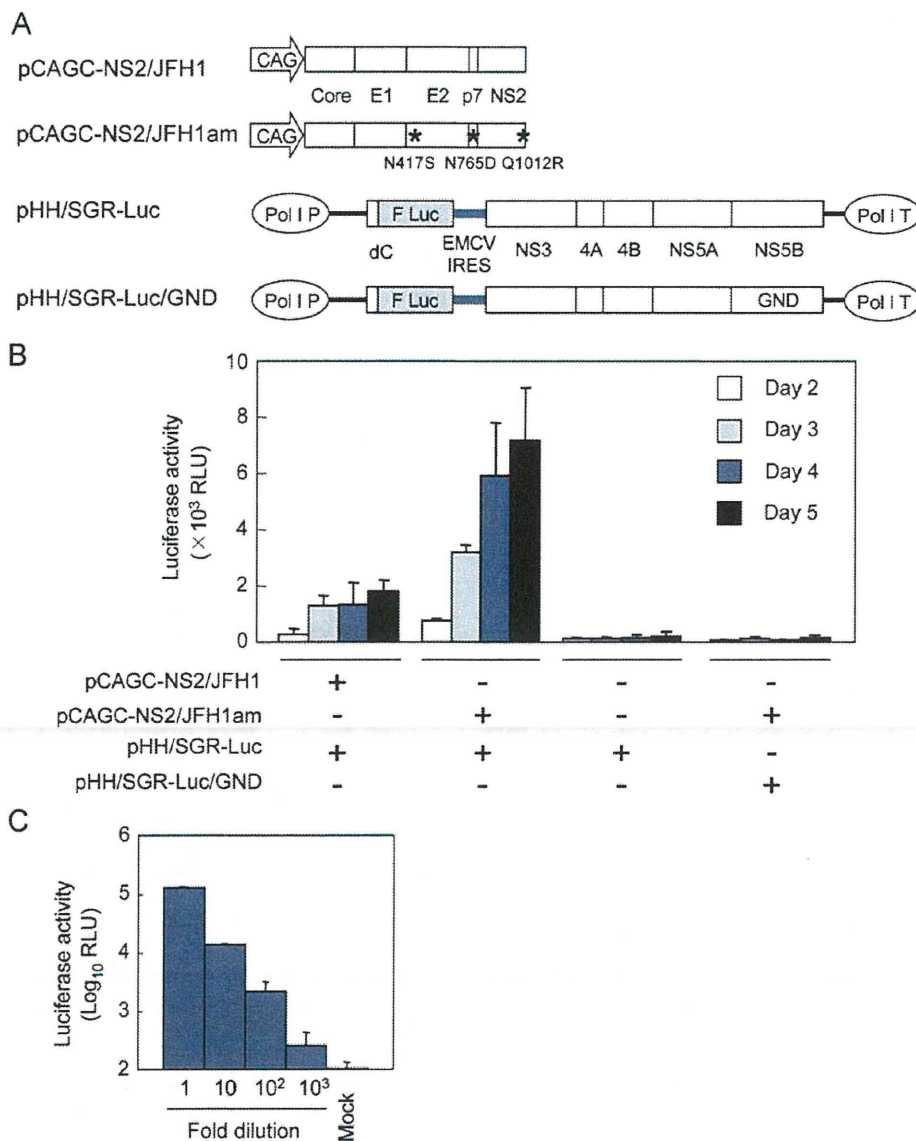 A
pCAGC-NS2/JFH1
CAG
Core E1 E2 p7 NS2
pCAGC-NS2/JFH1am
CAG
* * *
N417S N765D Q1012R
pHH/SGR-Luc
Pol I P
F Luc
Pol I T
dC
EMCV
IRES
NS3 4A 4B NS5A NS5B
pHH/SGR-Luc/GND
Pol I P
F Luc
GND
Pol I T
B
Luciferase activity
(×10³ RLU)
10
8
6
4
2
0
Day 2
Day 3
Day 4
Day 5
pCAGC-NS2/JFH1 + - - -
pCAGC-NS2/JFH1am - + - +
pHH/SGR-Luc + + + -
pHH/SGR-Luc/GND - - - +
C
Luciferase activity
(Log₁₀ RLU)
6
5
4
3
2
1 10 10² 10³ Mock
Fold dilution